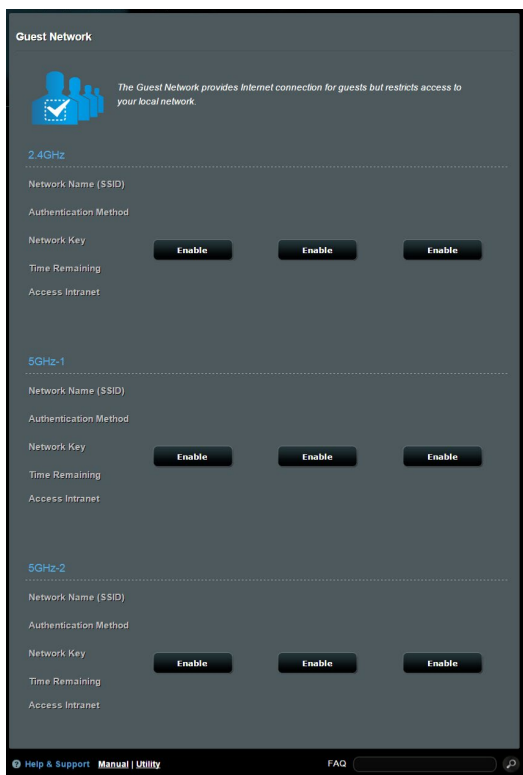 Guest Network
The Guest Network provides Internet connection for guests but restricts access to
your local network.
2.4GHz
Network Name (SSID)
Authentication Method
Network Key
Enable Enable Enable
Time Remaining
Access Intranet
5GHz-1
Network Name (SSID)
Authentication Method
Network Key
Enable Enable Enable
Time Remaining
Access Intranet
5GHz-2
Network Name (SSID)
Authentication Method
Network Key
Enable Enable Enable
Time Remaining
Access Intranet
Help & Support Manual | Utility FAQ